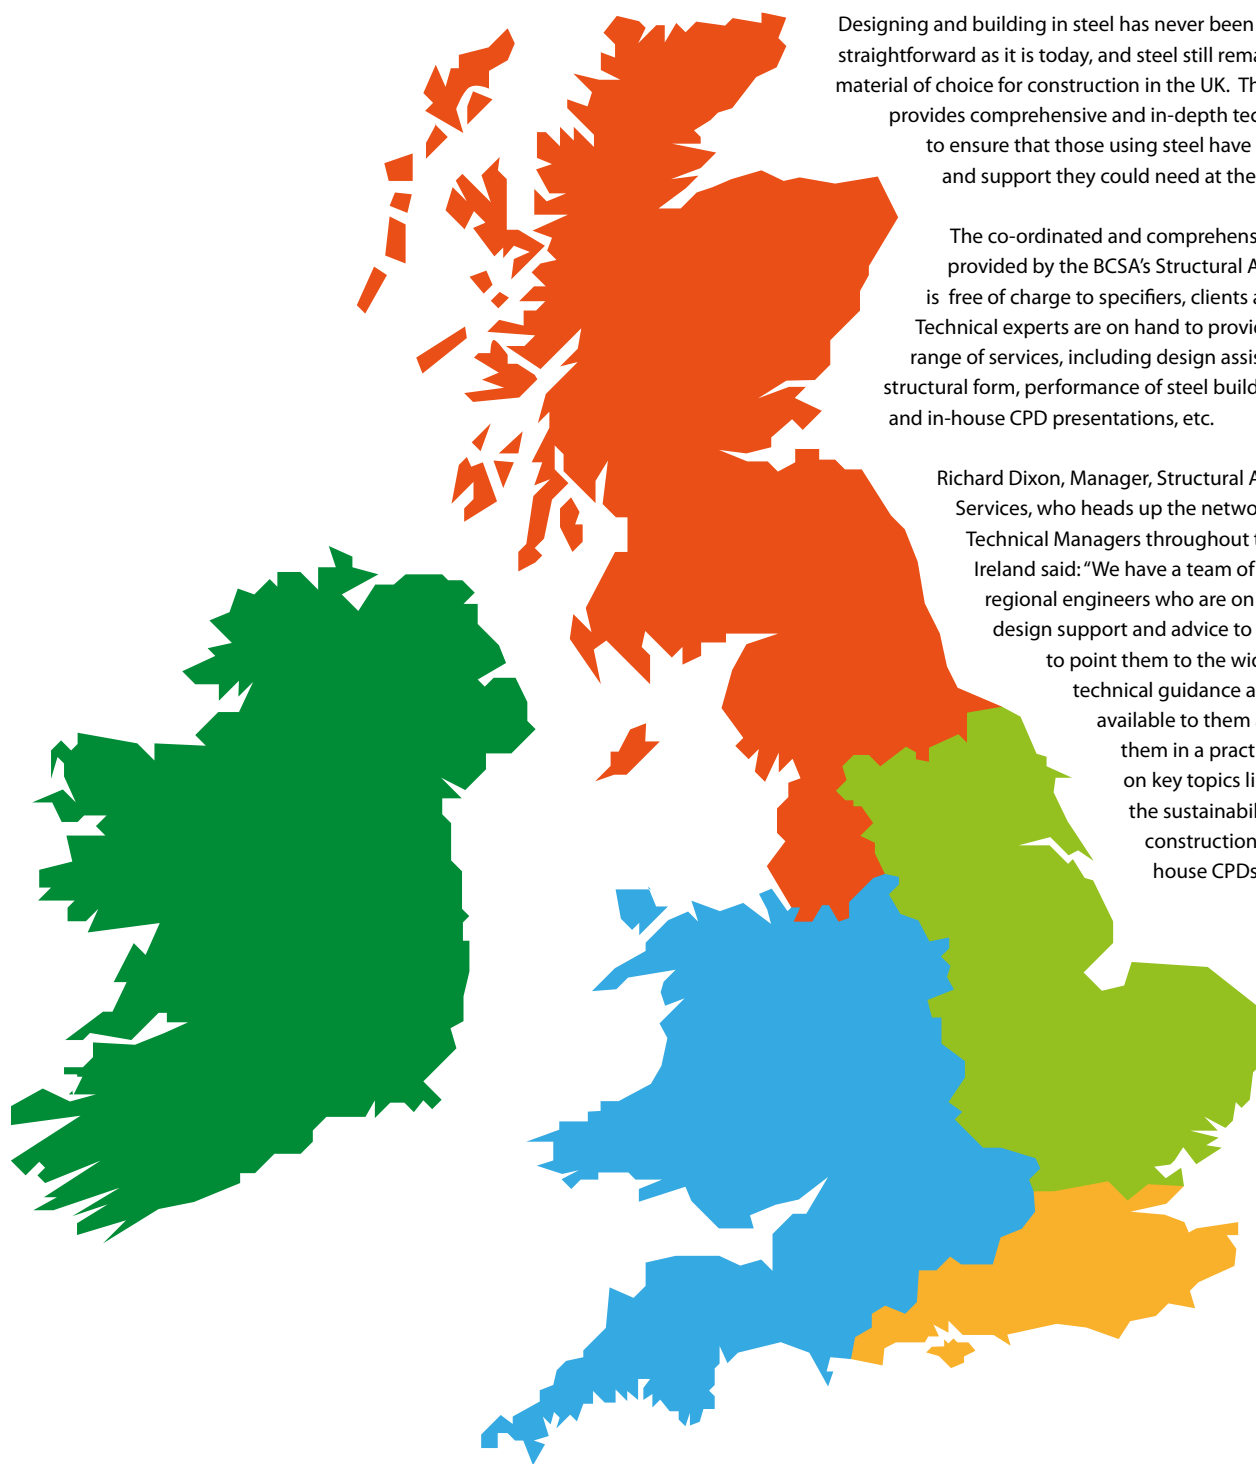 Designing and building in steel has never been
straightforward as it is today, and steel still rema
material of choice for construction in the UK. Th
provides comprehensive and in-depth tec
to ensure that those using steel have
and support they could need at the
The co-ordinated and comprehens
provided by the BCSA's Structural A
is free of charge to specifiers, clients a
Technical experts are on hand to provid
range of services, including design assis
structural form, performance of steel build
and in-house CPD presentations, etc.
Richard Dixon, Manager, Structural A
Services, who heads up the netwo
Technical Managers throughout t
Ireland said: “We have a team of
regional engineers who are on
design support and advice to
to point them to the wid
technical guidance a
available to them
them in a practi
on key topics li
the sustainabil
construction
house CPDs